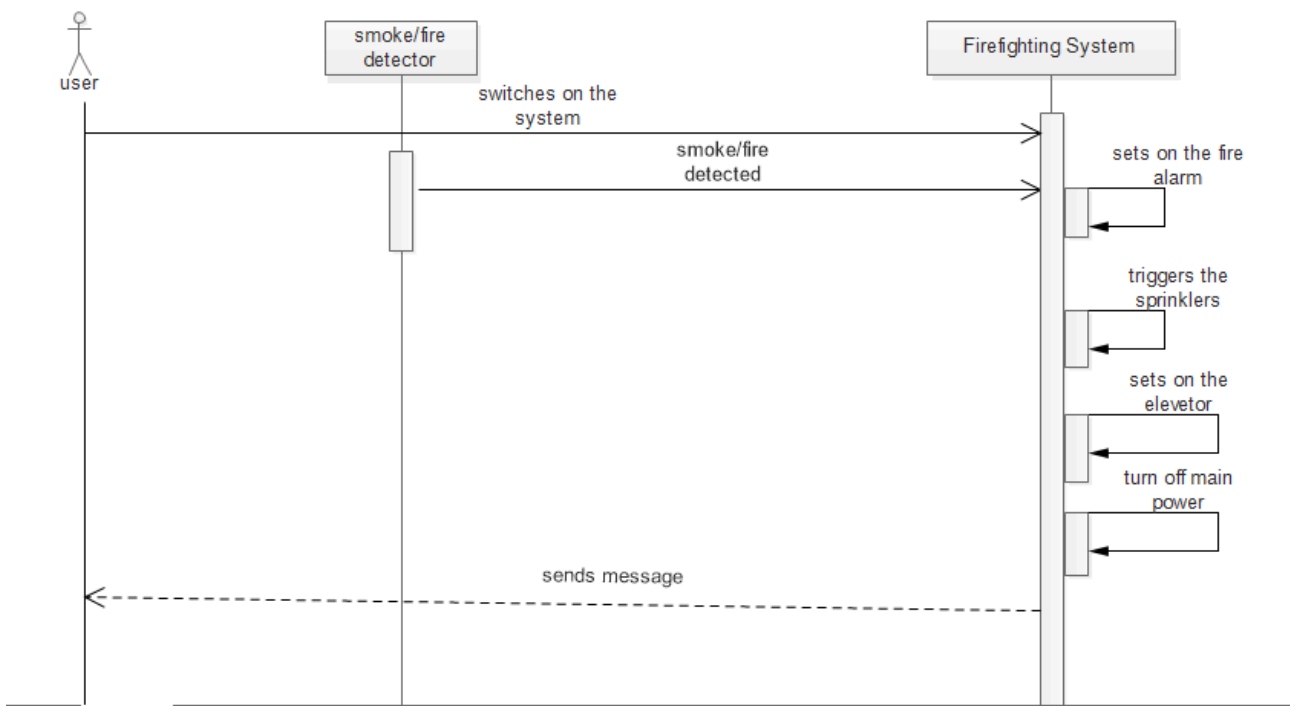 user
smoke/fire
detector
Firefighting System
switches on the
system
smoke/fire
detected
sets on the fire
alarm
triggers the
sprinklers
sets on the
elevetor
turn off main
power
sends message